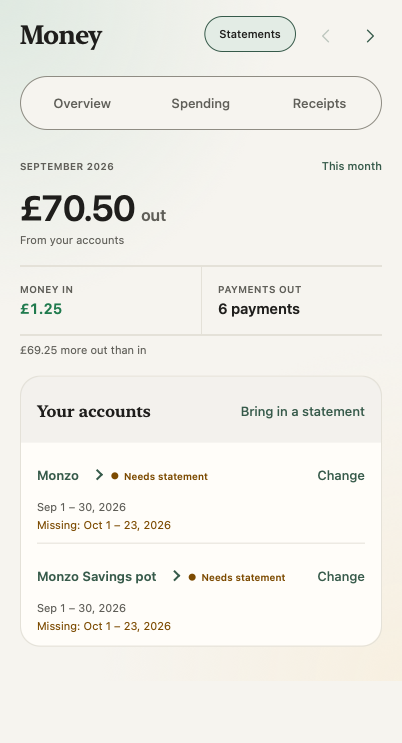 Money
Statements
Overview
Spending
Receipts
SEPTEMBER 2026
This month
£70.50 out
From your accounts
MONEY IN
PAYMENTS OUT
£1.25
6 payments
£69.25 more out than in
Your accounts
Bring in a statement
Monzo
Needs statement
Change
Sep 1 – 30, 2026
Missing: Oct 1 – 23, 2026
Monzo Savings pot
Needs statement
Change
Sep 1 – 30, 2026
Missing: Oct 1 – 23, 2026